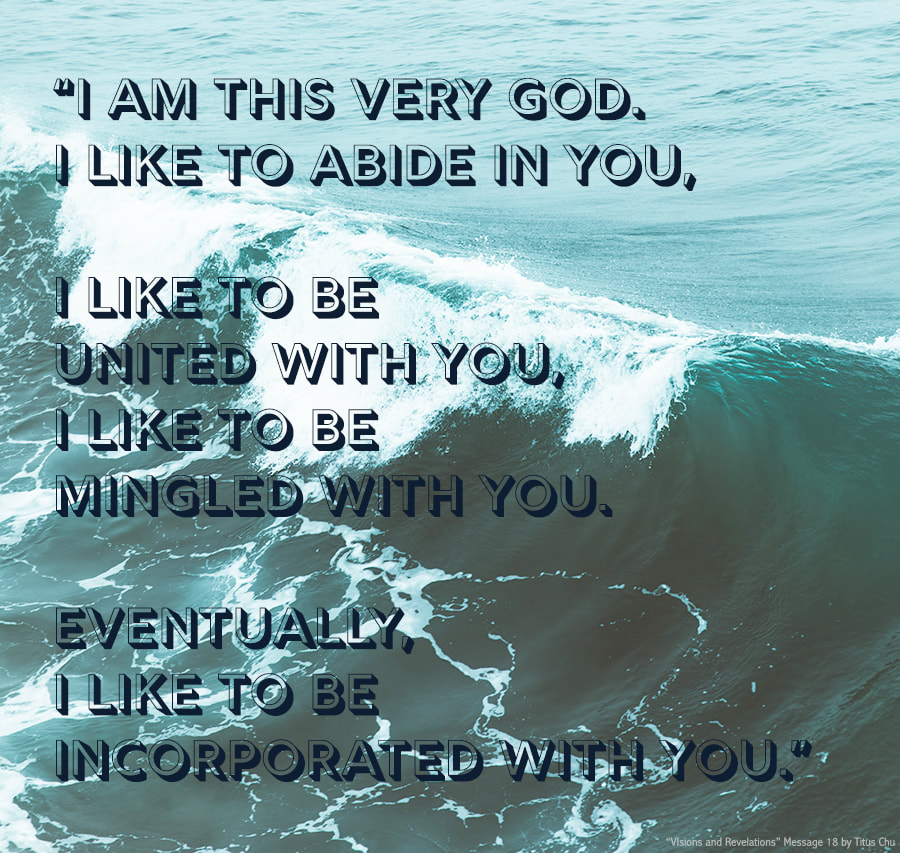 “I AM THIS VERY GOD.
I LIKE TO ABIDE IN YOU,
I LIKE TO BE
UNITED WITH YOU,
I LIKE TO BE
MINGLED WITH YOU.
EVENTUALLY,
I LIKE TO BE
INCORPORATED WITH YOU.”
“Visions and Revelations” Message 18 by Titus Chu